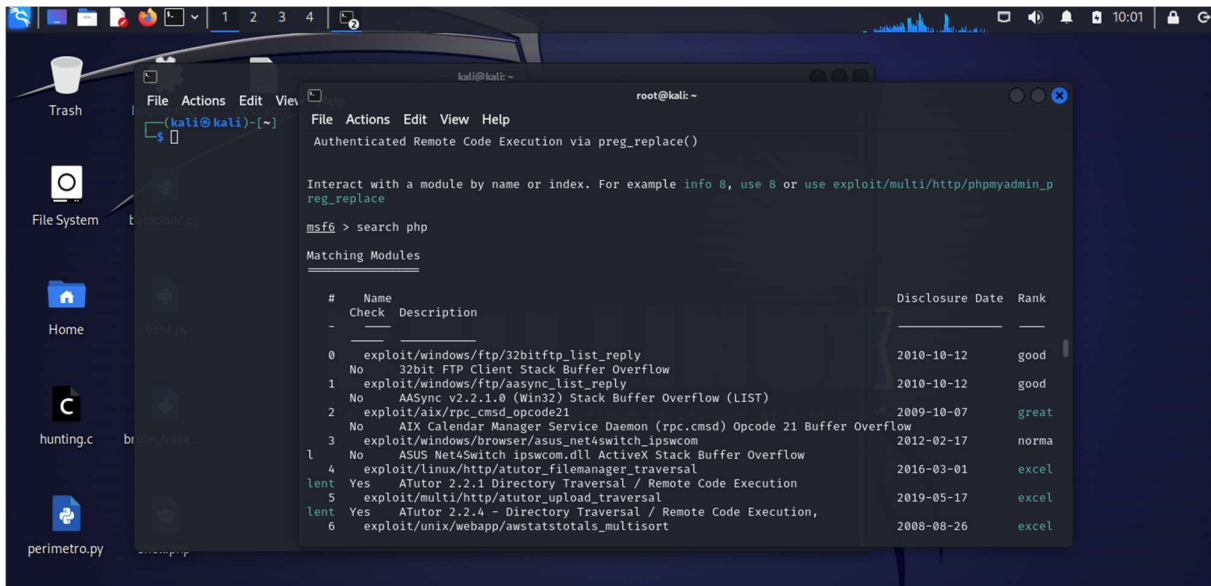 1 2 3 4 2
10:01
kali@kali: ~
Trash
File Actions Edit View Help
root@kali: ~
(kali㉿kali)-[~]
$
File Actions Edit View Help
Authenticated Remote Code Execution via preg_replace()
Interact with a module by name or index. For example info 8, use 8 or use exploit/multi/http/phpmyadmin_p
reg_replace
File System
backdoor.py
msf6 > search php
Matching Modules
# Name Disclosure Date Rank
Check Description
Home
client.py
0 exploit/windows/ftp/32bitftp_list_reply 2010-10-12 good
No 32bit FTP Client Stack Buffer Overflow
1 exploit/windows/ftp/aasync_list_reply 2010-10-12 good
No AASync v2.2.1.0 (Win32) Stack Buffer Overflow (LIST)
2 exploit/aix/rpc_cmsd_opcode21 2009-10-07 great
No AIX Calendar Manager Service Daemon (rpc.cmsd) Opcode 21 Buffer Overflow
3 exploit/windows/browser/asus_net4switch_ipswcom 2012-02-17 norma
l No ASUS Net4Switch ipswcom.dll ActiveX Stack Buffer Overflow
hunting.c
4 exploit/linux/http/atutor_filemanager_traversal 2016-03-01 excel
lent Yes ATutor 2.2.1 Directory Traversal / Remote Code Execution
5 exploit/multi/http/atutor_upload_traversal 2019-05-17 excel
lent Yes ATutor 2.2.4 - Directory Traversal / Remote Code Execution,
6 exploit/unix/webapp/awstatstotals_multisort 2008-08-26 excel
perimetro.py
shell.php